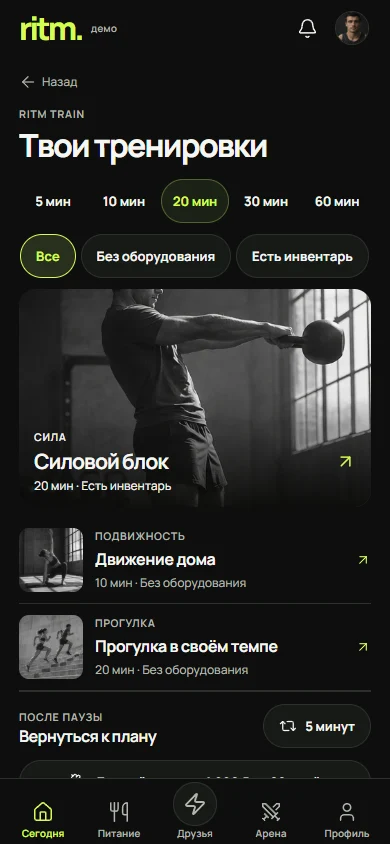 ritm. демо
Назад
RITM TRAIN
Твои тренировки
5 мин 10 мин 20 мин 30 мин 60 мин
Все Без оборудования Есть инвентарь
СИЛА
Силовой блок
20 мин · Есть инвентарь
ПОДВИЖНОСТЬ
Движение дома
10 мин · Без оборудования
ПРОГУЛКА
Прогулка в своём темпе
20 мин · Без оборудования
ПОСЛЕ ПАУЗЫ
Вернуться к плану
5 минут
Сегодня Питание Друзья Арена Профиль